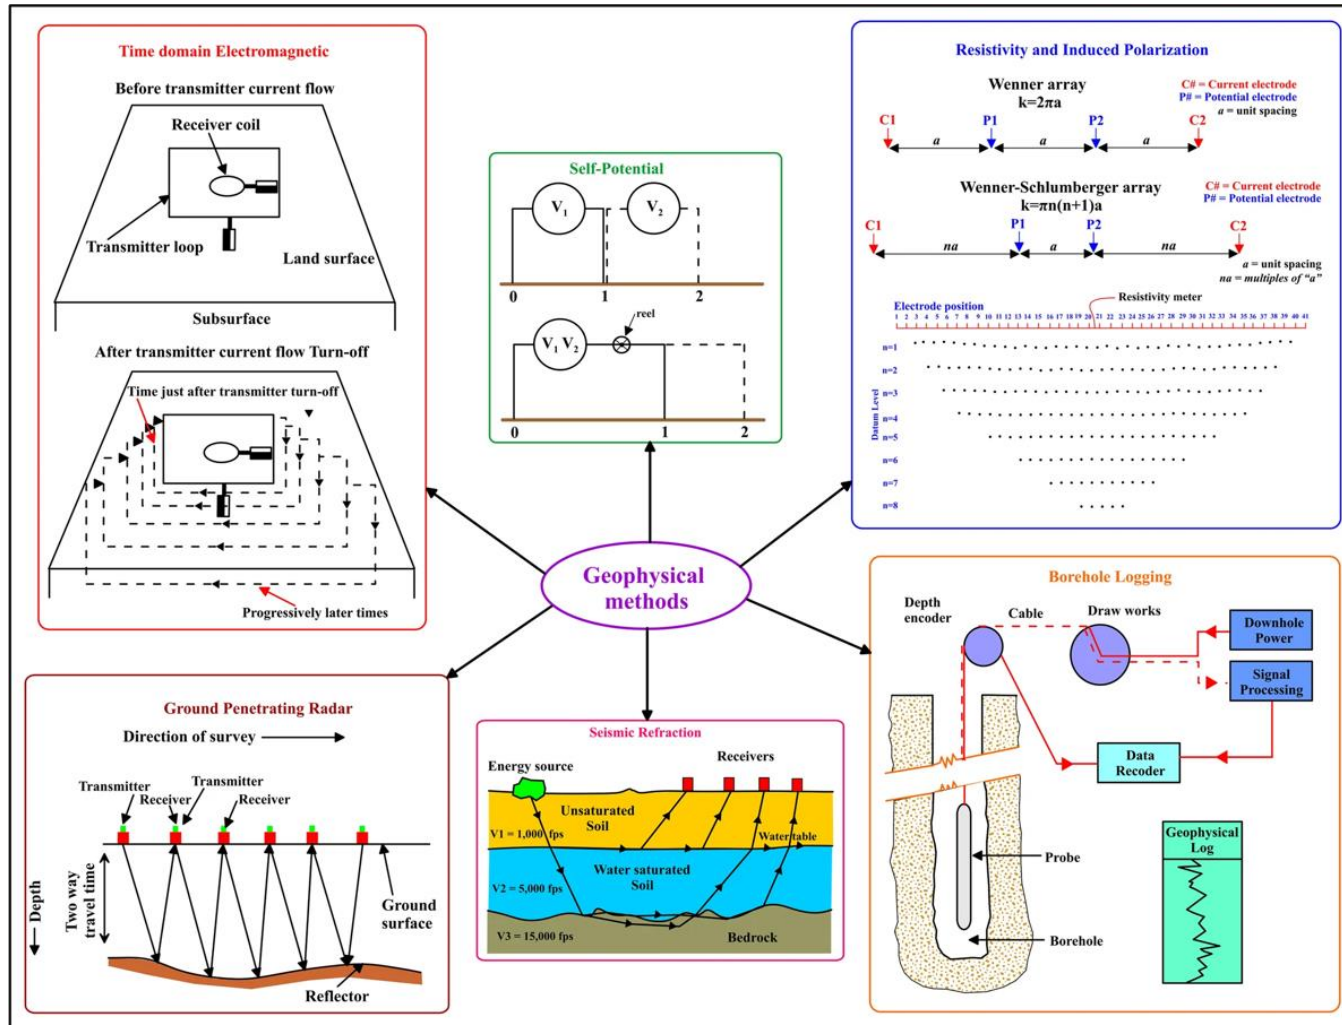 Time domain Electromagnetic
Before transmitter current flow
Receiver coil
Transmitter loop
Land surface
Subsurface
After transmitter current flow Turn-off
Time just after transmitter turn-off
Progressively later times
Self-Potential
V1
V2
0
1
2
reel
V1 V2
0
1
2
Resistivity and Induced Polarization
Wenner array
k=2πa
C# = Current electrode
P# = Potential electrode
a = unit spacing
C1
P1
P2
C2
a
a
a
Wenner-Schlumberger array
k=πn(n+1)a
C# = Current electrode
P# = Potential electrode
C1
P1
P2
C2
na
a
na
a = unit spacing
na = multiples of “a”
Resistivity meter
Electrode position
1 2 3 4 5 6 7 8 9 10 11 12 13 14 15 16 17 18 19 20 21 22 23 24 25 26 27 28 29 30 31 32 33 34 35 36 37 38 39 40 41
Datum Level
n=1
n=2
n=3
n=4
n=5
n=6
n=7
n=8
Geophysical
methods
Ground Penetrating Radar
Direction of survey
Transmitter
Receiver
Transmitter
Receiver
Depth
Two way
travel time
Ground
surface
Reflector
Seismic Refraction
Energy source
Receivers
Unsaturated
Soil
V1 = 1,000 fps
Water table
Water saturated
Soil
V2 = 5,000 fps
V3 = 15,000 fps
Bedrock
Borehole Logging
Depth
encoder
Cable
Draw works
Downhole
Power
Signal
Processing
Data
Recoder
Probe
Borehole
Geophysical
Log